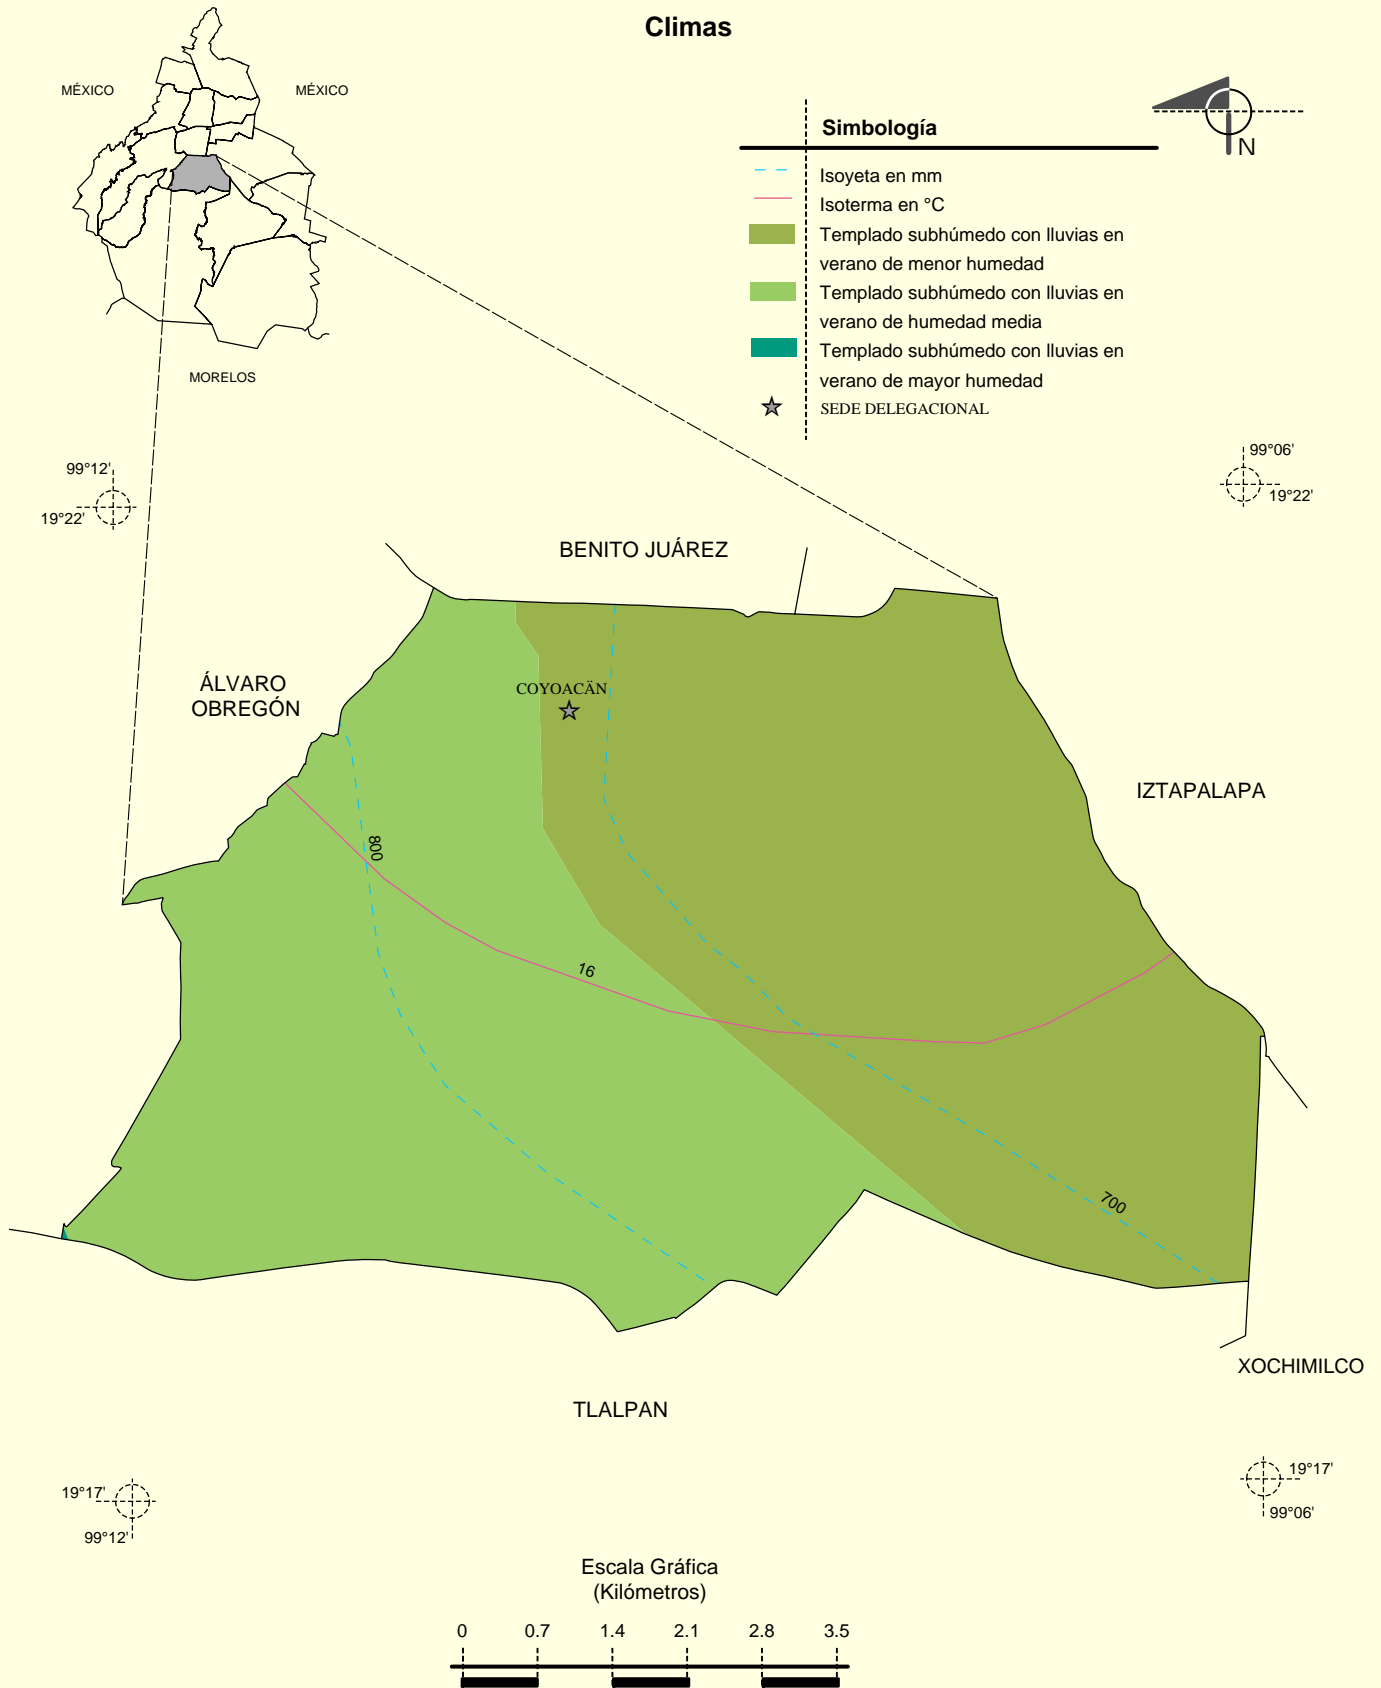 Climas
MÉXICO
MÉXICO
MORELOS
N
Simbología
Isoyeta en mm
Isoterma en °C
Templado subhúmedo con lluvias en
verano de menor humedad
Templado subhúmedo con lluvias en
verano de humedad media
Templado subhúmedo con lluvias en
verano de mayor humedad
SEDE DELEGACIONAL
99°12'
19°22'
99°06'
19°22'
BENITO JUÁREZ
ÁLVARO
OBREGÓN
COYOACÄN
IZTAPALAPA
800
16
700
XOCHIMILCO
TLALPAN
19°17'
99°12'
19°17'
99°06'
Escala Gráfica
(Kilómetros)
0 0.7 1.4 2.1 2.8 3.5